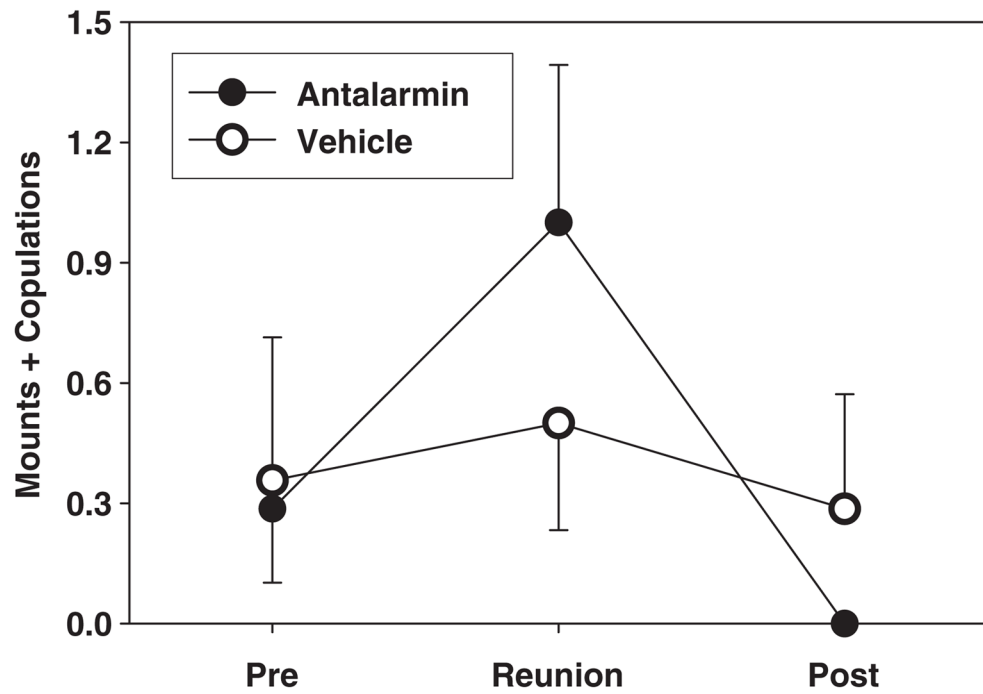 1.5
Antalarmin
Vehicle
1.2
0.9
0.6
0.3
0.0
Mounts + Copulations
Pre Reunion Post